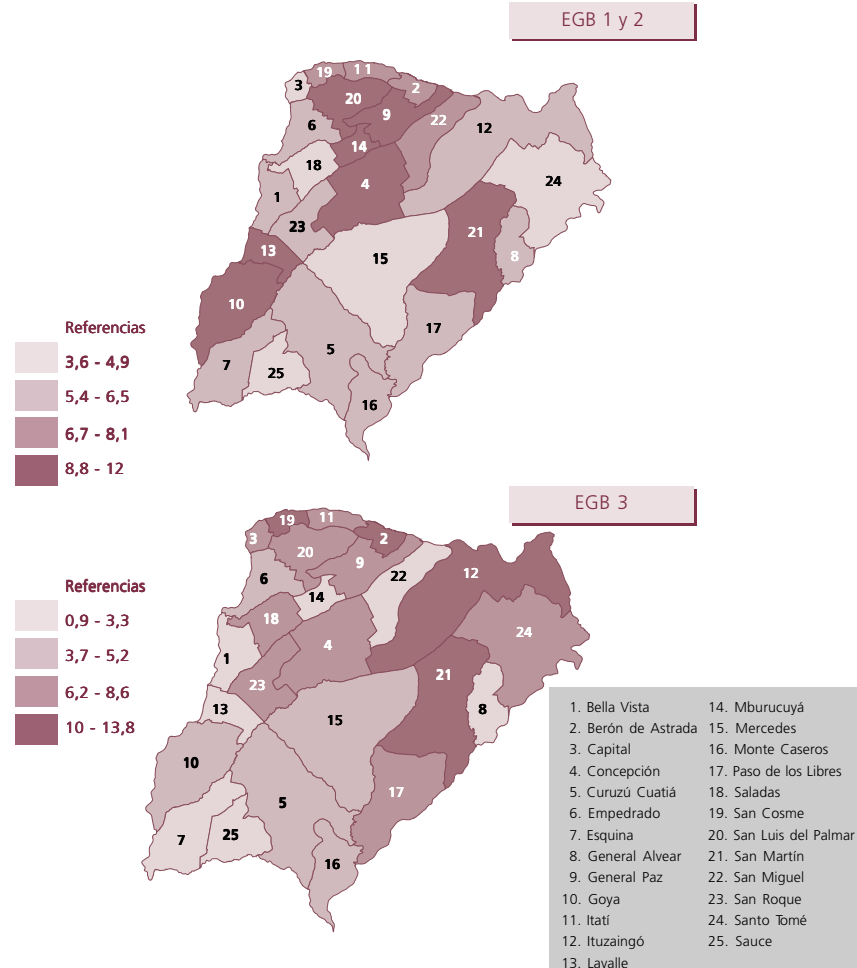 EGB 1 y 2
19
11
3
2
20
9
22
6
12
14
18
24
4
1
23
21
13
15
8
10
17
5
7
25
16
Referencias
3,6 - 4,9
5,4 - 6,5
6,7 - 8,1
8,8 - 12
EGB 3
19
11
3
2
20
9
22
12
6
14
18
24
4
1
21
23
13
15
8
10
17
5
7
25
16
Referencias
0,9 - 3,3
3,7 - 5,2
6,2 - 8,6
10 - 13,8
1. Bella Vista
2. Berón de Astrada
3. Capital
4. Concepción
5. Curuzú Cuatiá
6. Empedrado
7. Esquina
8. General Alvear
9. General Paz
10. Goya
11. Itatí
12. Ituzaingó
13. Lavalle
14. Mburucuyá
15. Mercedes
16. Monte Caseros
17. Paso de los Libres
18. Saladas
19. San Cosme
20. San Luis del Palmar
21. San Martín
22. San Miguel
23. San Roque
24. Santo Tomé
25. Sauce